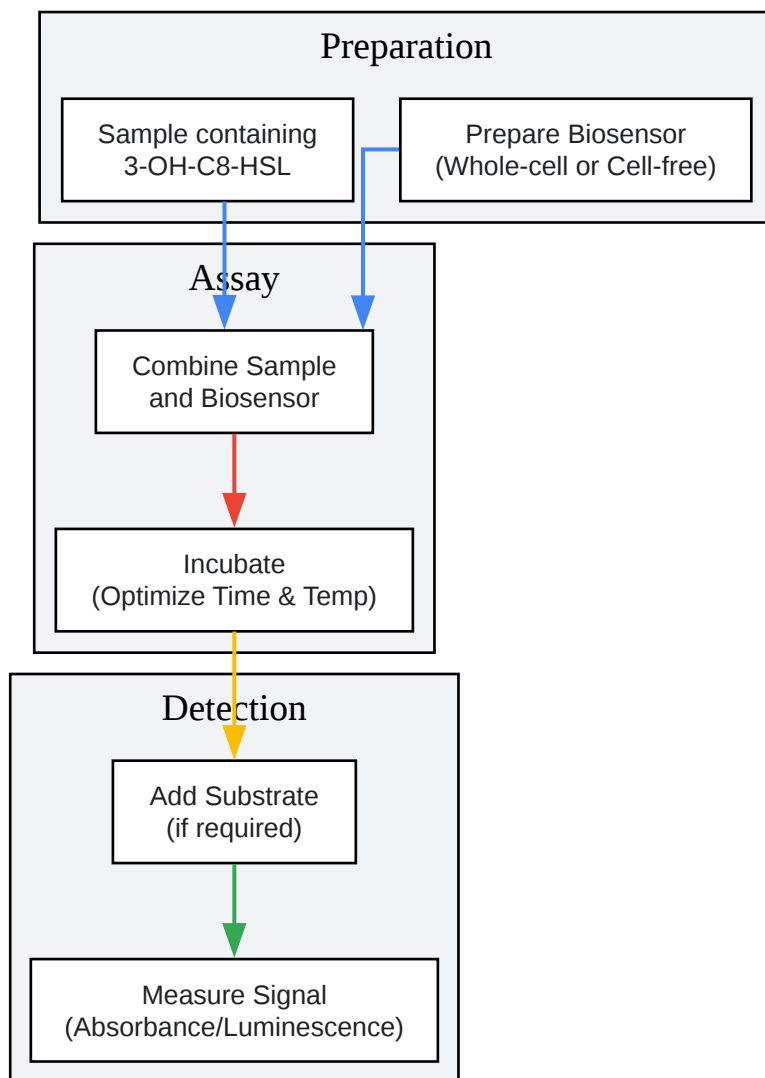 Preparation
Sample containing
3-OH-C8-HSL
Prepare Biosensor
(Whole-cell or Cell-free)
Assay
Combine Sample
and Biosensor
Incubate
(Optimize Time & Temp)
Detection
Add Substrate
(if required)
Measure Signal
(Absorbance/Luminescence)